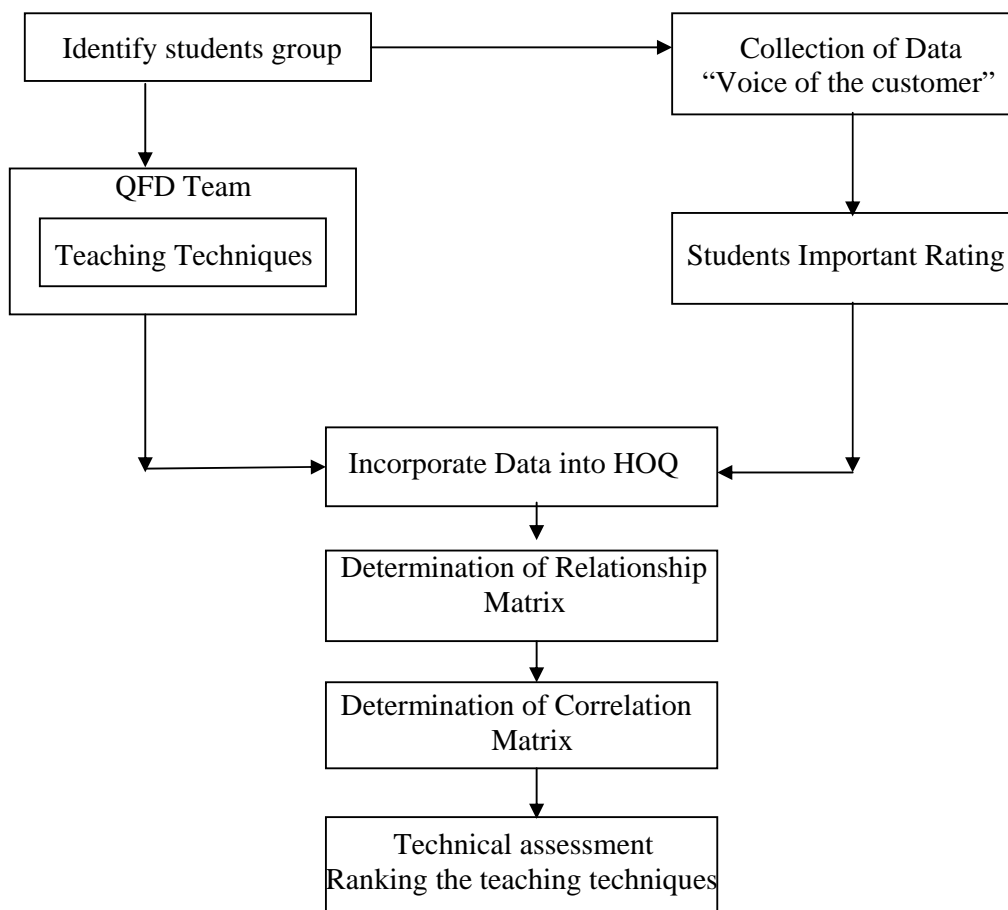 Identify students group
Collection of Data
“Voice of the customer”
QFD Team
Teaching Techniques
Students Important Rating
Incorporate Data into HOQ
Determination of Relationship
Matrix
Determination of Correlation
Matrix
Technical assessment
Ranking the teaching techniques